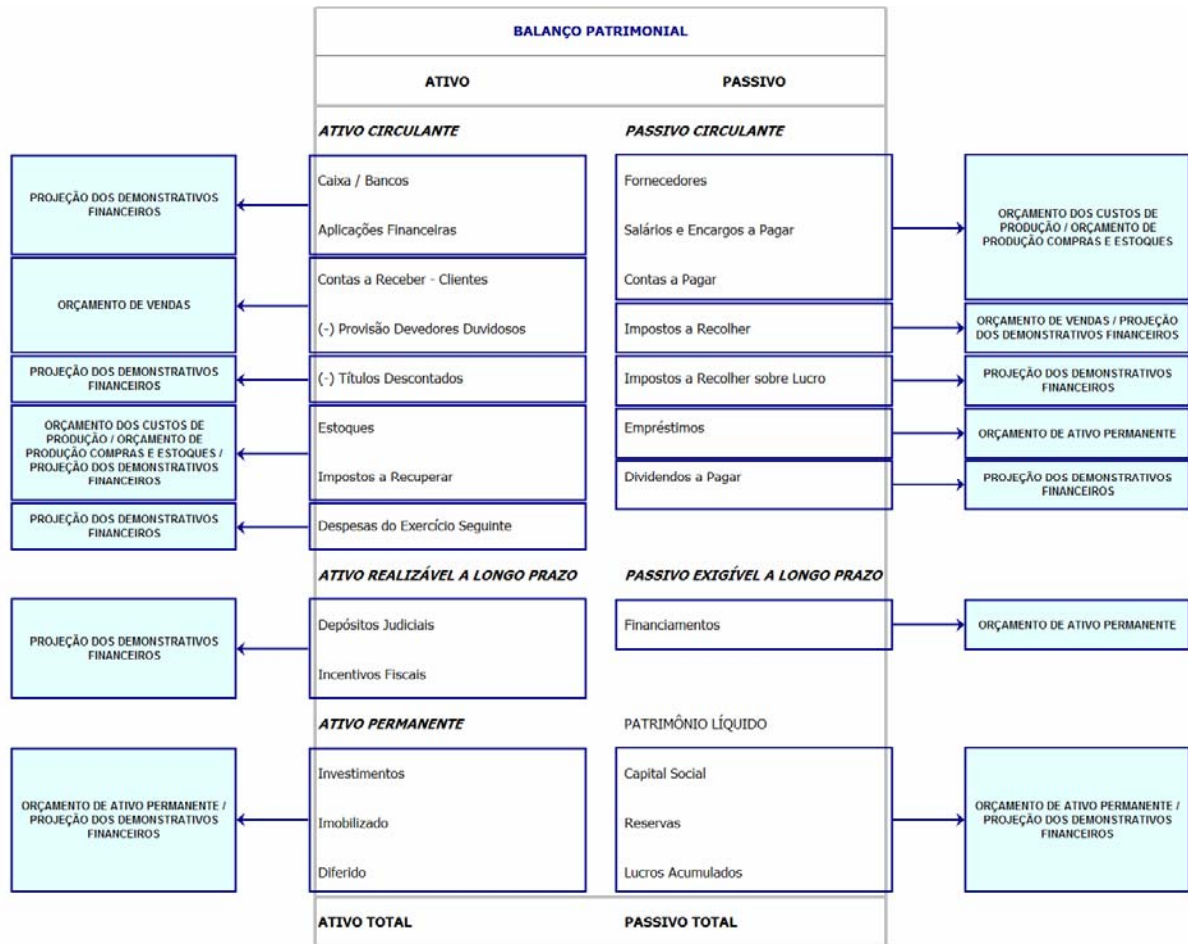 BALANÇO PATRIMONIAL
ATIVO
PASSIVO
ATIVO CIRCULANTE
PASSIVO CIRCULANTE
PROJEÇÃO DOS DEMONSTRATIVOS
FINANCEIROS
Caixa / Bancos
Aplicações Financeiras
Fornecedores
Salários e Encargos a Pagar
Contas a Pagar
ORÇAMENTO DOS CUSTOS DE
PRODUÇÃO / ORÇAMENTO DE
PRODUÇÃO COMPRAS E ESTOQUES
ORÇAMENTO DE VENDAS
Contas a Receber - Clientes
(-) Provisão Devedores Duvidosos
Impostos a Recolher
ORÇAMENTO DE VENDAS / PROJEÇÃO
DOS DEMONSTRATIVOS FINANCEIROS
PROJEÇÃO DOS DEMONSTRATIVOS
FINANCEIROS
(-) Títulos Descontados
Impostos a Recolher sobre Lucro
PROJEÇÃO DOS DEMONSTRATIVOS
FINANCEIROS
ORÇAMENTO DOS CUSTOS DE
PRODUÇÃO / ORÇAMENTO DE
PRODUÇÃO COMPRAS E ESTOQUES /
PROJEÇÃO DOS DEMONSTRATIVOS
FINANCEIROS
Estoques
Impostos a Recuperar
Empréstimos
ORÇAMENTO DE ATIVO PERMANENTE
Dividendos a Pagar
PROJEÇÃO DOS DEMONSTRATIVOS
FINANCEIROS
PROJEÇÃO DOS DEMONSTRATIVOS
FINANCEIROS
Despesas do Exercício Seguinte
ATIVO REALIZÁVEL A LONGO PRAZO
PASSIVO EXIGÍVEL A LONGO PRAZO
PROJEÇÃO DOS DEMONSTRATIVOS
FINANCEIROS
Depósitos Judiciais
Incentivos Fiscais
Financiamentos
ORÇAMENTO DE ATIVO PERMANENTE
ATIVO PERMANENTE
PATRIMÔNIO LÍQUIDO
ORÇAMENTO DE ATIVO PERMANENTE /
PROJEÇÃO DOS DEMONSTRATIVOS
FINANCEIROS
Investimentos
Imobilizado
Diferido
Capital Social
Reservas
Lucros Acumulados
ORÇAMENTO DE ATIVO PERMANENTE /
PROJEÇÃO DOS DEMONSTRATIVOS
FINANCEIROS
ATIVO TOTAL
PASSIVO TOTAL